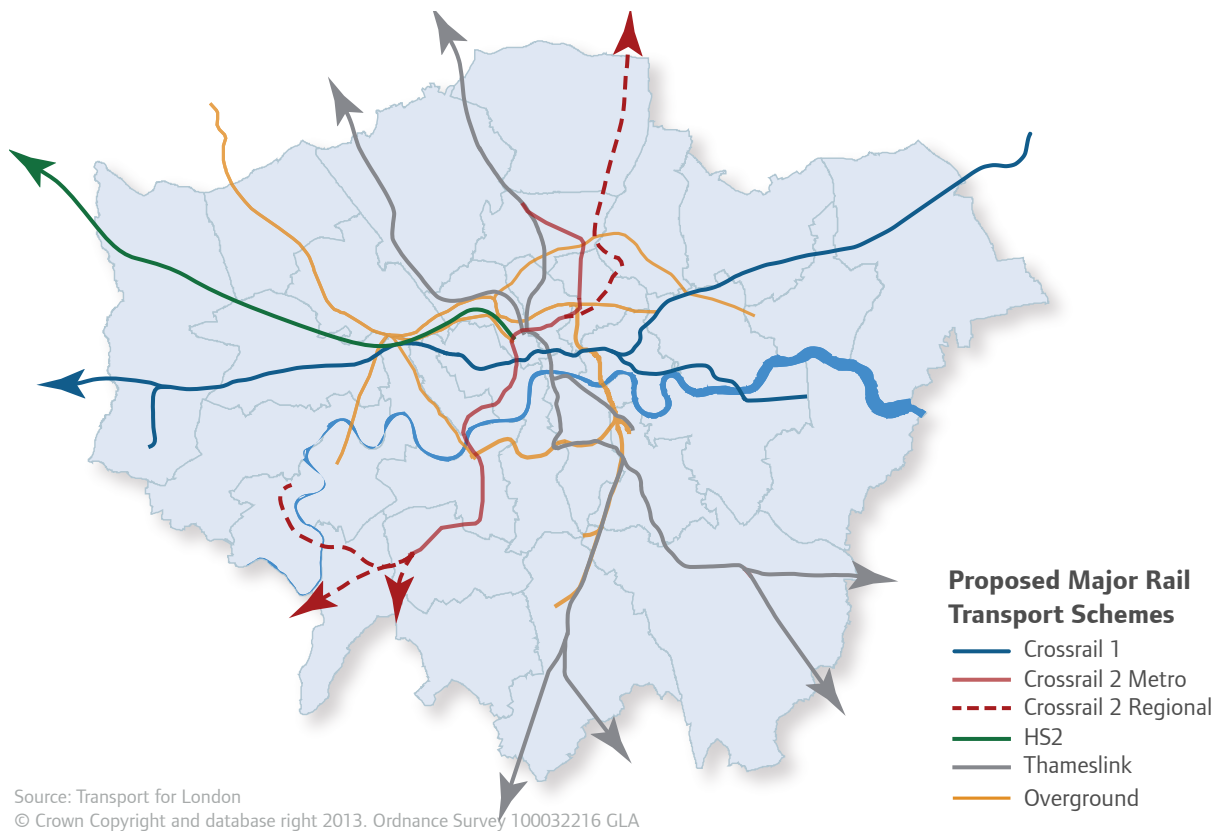 Proposed Major Rail
Transport Schemes
Crossrail 1
Crossrail 2 Metro
Crossrail 2 Regional
HS2
Thameslink
Overground
Source: Transport for London
© Crown Copyright and database right 2013. Ordnance Survey 100032216 GLA